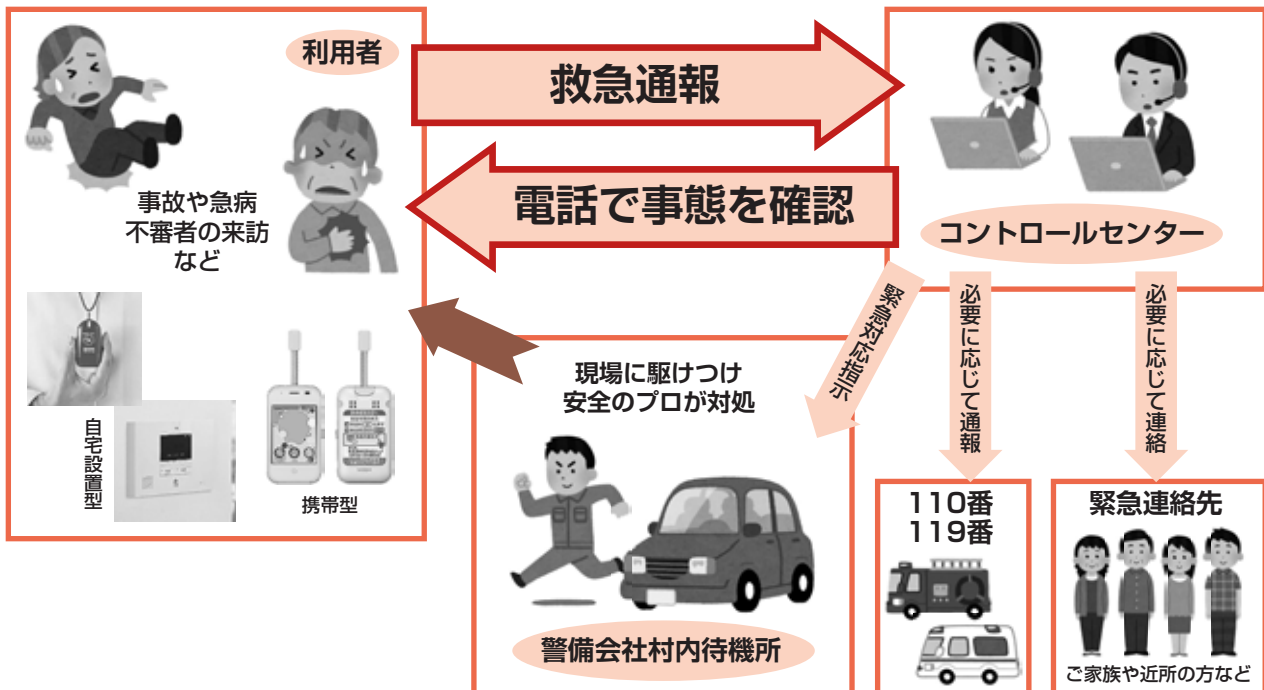 利用者
事故や急病
不審者の来訪
など
自宅設置型
携帯型
救急通報
電話で事態を確認
コントロールセンター
緊急対応指示
必要に応じて通報
必要に応じて連絡
現場に駆けつけ
安全のプロが対処
警備会社村内待機所
110番
119番
緊急連絡先
ご家族や近所の方など